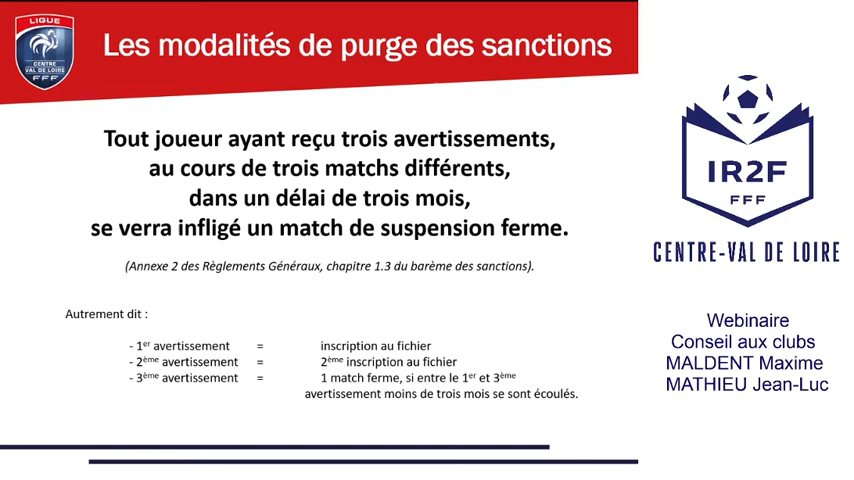 LIGUE
CENTRE
VAL DE LOIRE
FFF
Les modalités de purge des sanctions
Tout joueur ayant reçu trois avertissements,
au cours de trois matchs différents,
dans un délai de trois mois,
se verra infligé un match de suspension ferme.
(Annexe 2 des Règlements Généraux, chapitre 1.3 du barème des sanctions).
Autrement dit :
- 1er avertissement = inscription au fichier
- 2ème avertissement = 2ème inscription au fichier
- 3ème avertissement = 1 match ferme, si entre le 1er et 3ème
avertissement moins de trois mois se sont écoulés.
IR2F
FFF
CENTRE-VAL DE LOIRE
Webinaire
Conseil aux clubs
MALDENT Maxime
MATHIEU Jean-Luc